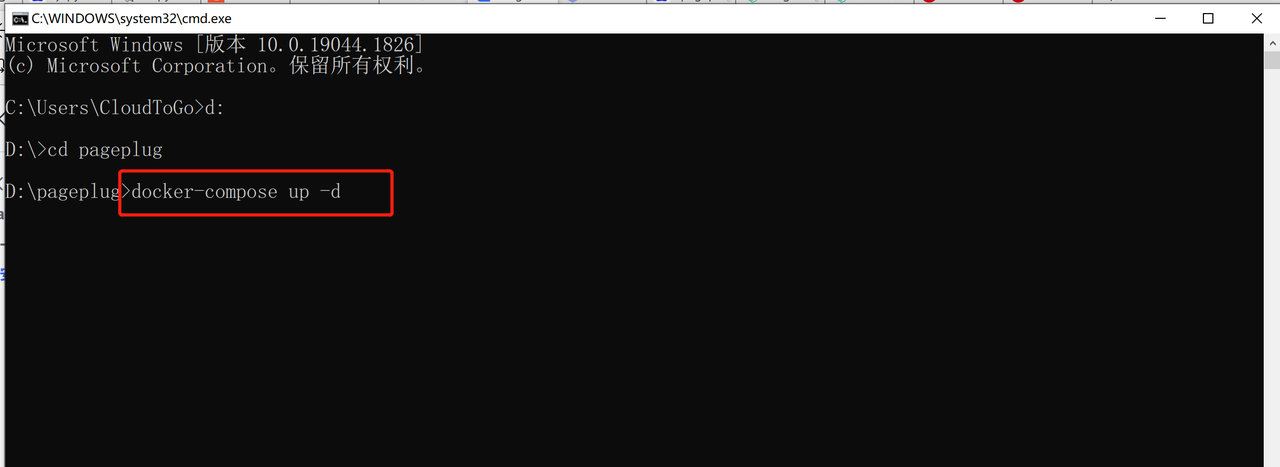 C:\WINDOWS\system32\cmd.exe
Microsoft Windows [版本 10.0.19044.1826]
(c) Microsoft Corporation。保留所有权利。
C:\Users\CloudToGo>d:
D:\>cd pageplug
D:\pageplug>docker-compose up -d